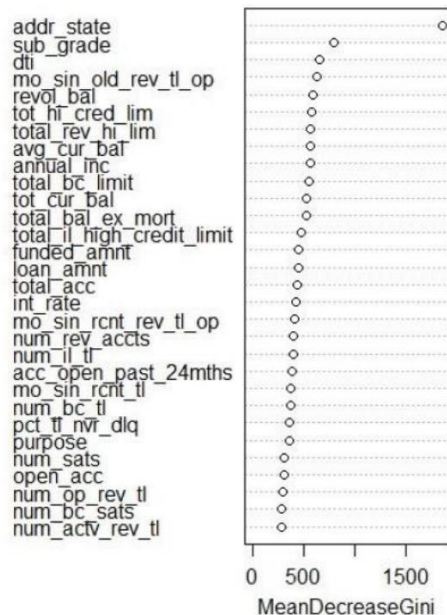 addr_state
sub_grade
dti
mo_sin_old_rev_tl_op
revol_bal
tot_hi_cred_lim
total_rev_hi_lim
avg_cur_bal
annual_inc
total_bc_limit
tot_cur_bal
total_bal_ex_mort
total_il_high_credit_limit
funded_amnt
loan_amnt
total_acc
int_rate
mo_sin_rcnt_rev_tl_op
num_rev_accts
num_il_tl
acc_open_past_24mths
mo_sin_rcnt_tl
num_bc_tl
pct_tl_nvr_dlq
purpose
num_sats
open_acc
num_op_rev_tl
num_bc_sats
num_actv_rev_tl
0 500 1500
MeanDecreaseGini